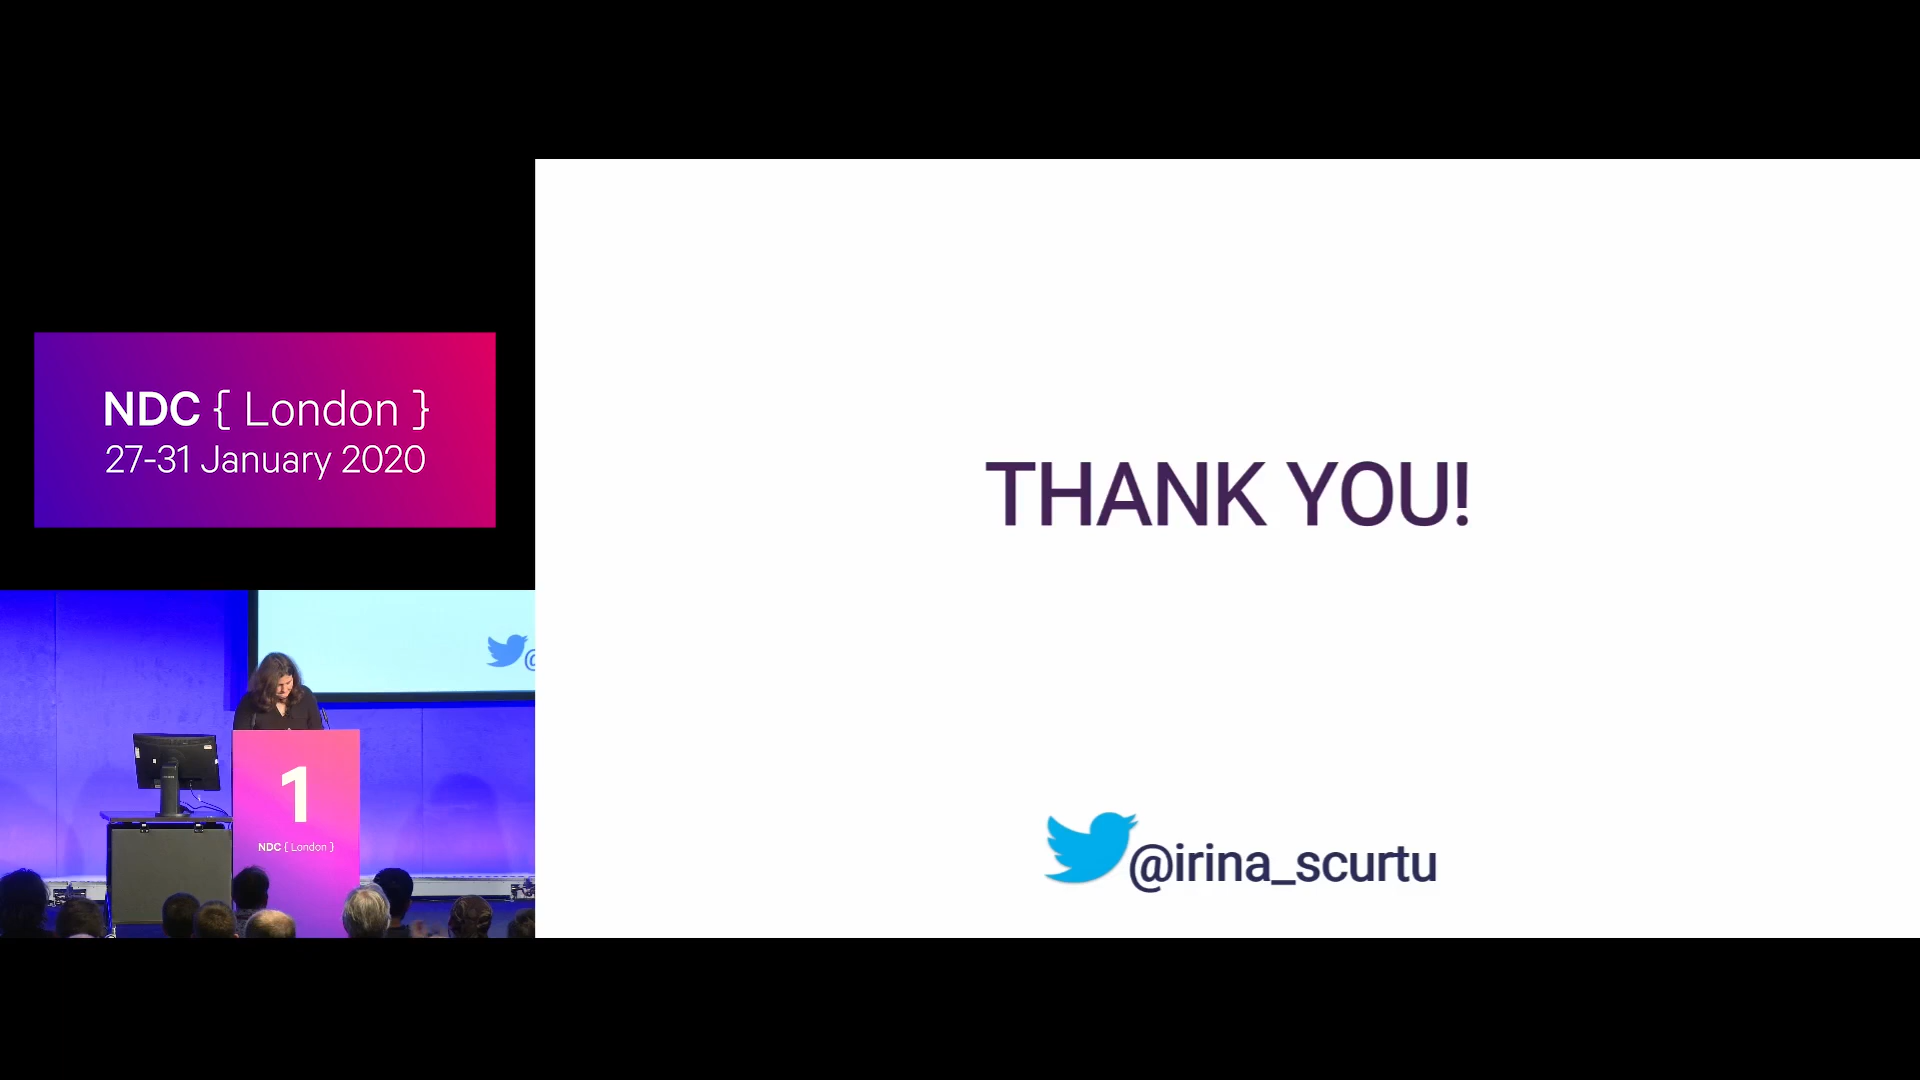 NDC { London }
27-31 January 2020
THANK YOU!
@irina_scurtu
@
1
NDC { London }